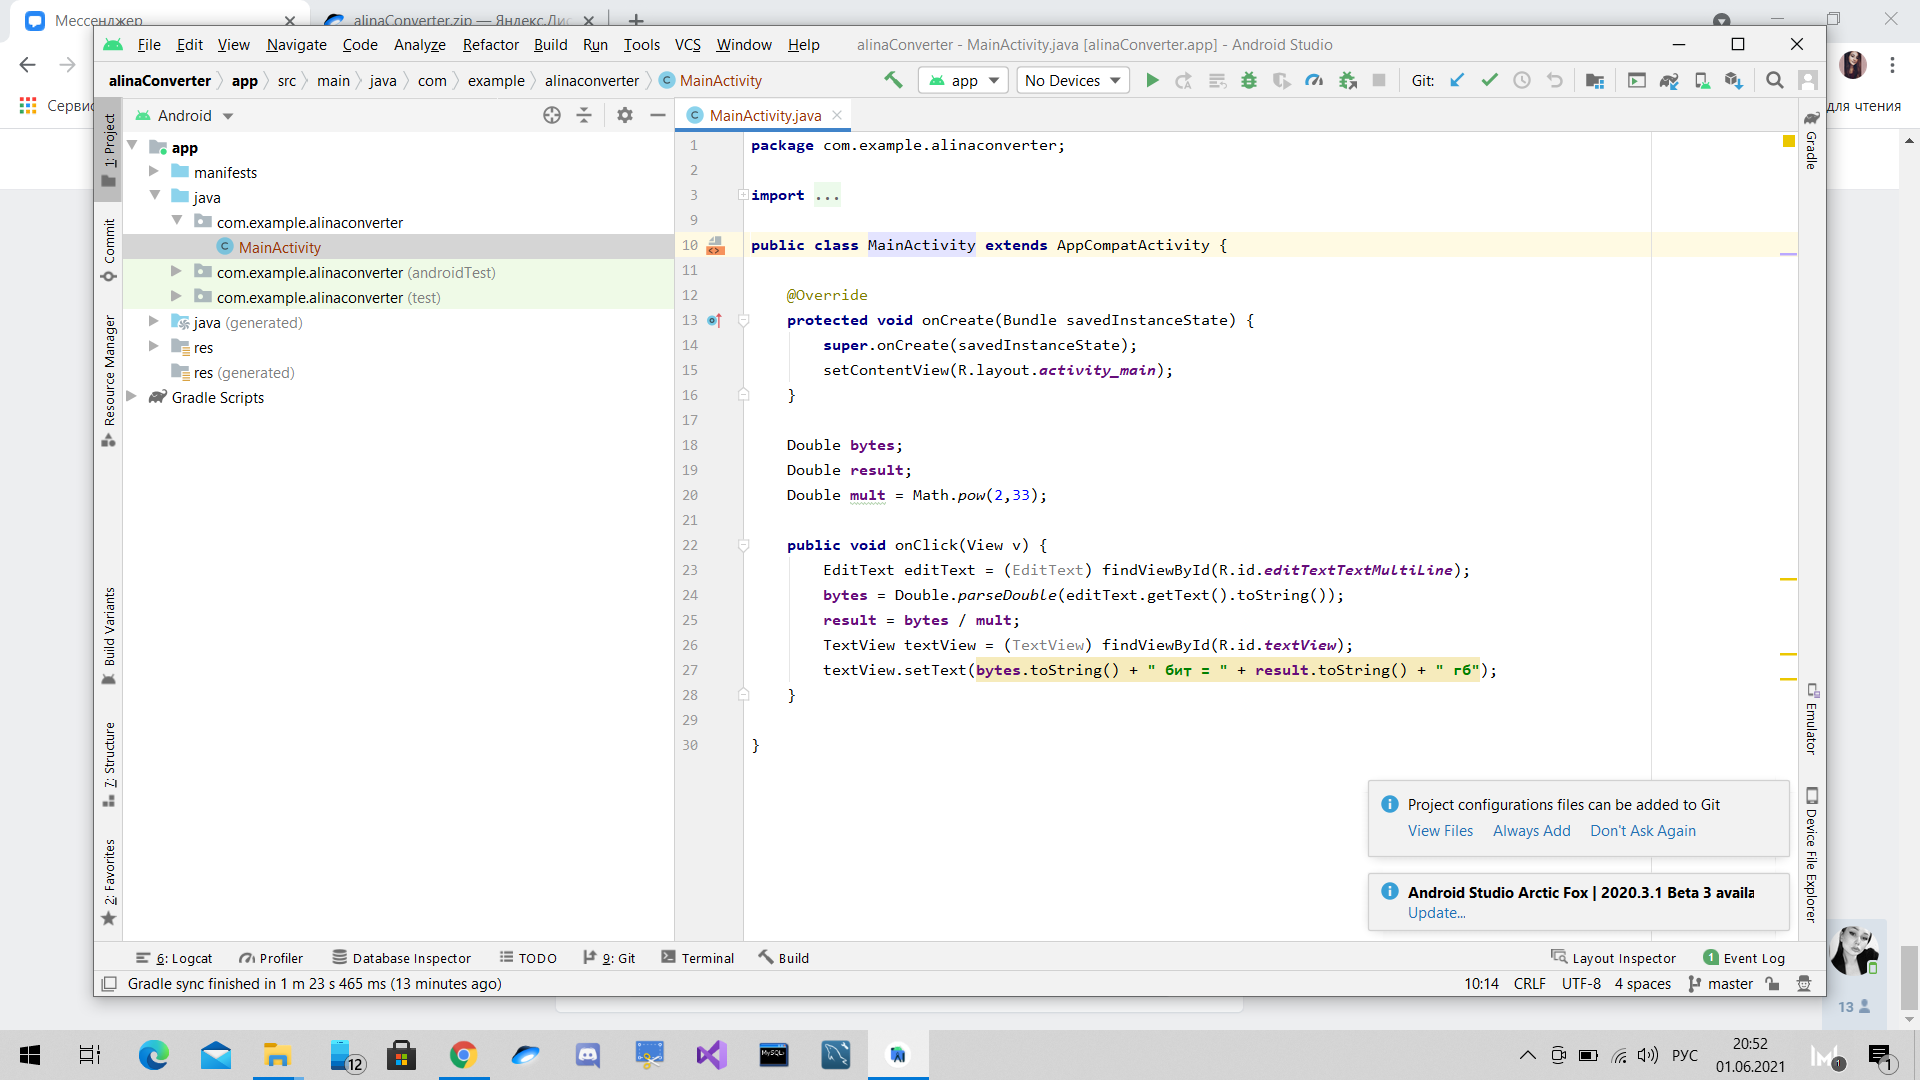 Мессенджер
alinaConverter.zip — Яндекс.Дис
File Edit View Navigate Code Analyze Refactor Build Run Tools VCS Window Help alinaConverter - MainActivity.java [alinaConverter.app] - Android Studio
alinaConverter app src main java com example alinaconverter MainActivity app No Devices Git:
Сервис
для чтения
Android
MainActivity.java
1: Project
Commit
Resource Manager
Build Variants
7: Structure
2: Favorites
app
manifests
java
com.example.alinaconverter
MainActivity
com.example.alinaconverter (androidTest)
com.example.alinaconverter (test)
java (generated)
res
res (generated)
Gradle Scripts
1 package com.example.alinaconverter;
2
3 import ...
9
10 public class MainActivity extends AppCompatActivity {
11
12 @Override
13 protected void onCreate(Bundle savedInstanceState) {
14 super.onCreate(savedInstanceState);
15 setContentView(R.layout.activity_main);
16 }
17
18 Double bytes;
19 Double result;
20 Double mult = Math.pow(2,33);
21
22 public void onClick(View v) {
23 EditText editText = (EditText) findViewById(R.id.editTextTextMultiLine);
24 bytes = Double.parseDouble(editText.getText().toString());
25 result = bytes / mult;
26 TextView textView = (TextView) findViewById(R.id.textView);
27 textView.setText(bytes.toString() + " бит = " + result.toString() + " гб");
28 }
29
30 }
Gradle
Emulator
Device File Explorer
Project configurations files can be added to Git
View Files Always Add Don't Ask Again
Android Studio Arctic Fox | 2020.3.1 Beta 3 availa
Update...
6: Logcat Profiler Database Inspector TODO 9: Git Terminal Build Layout Inspector 1 Event Log
Gradle sync finished in 1 m 23 s 465 ms (13 minutes ago) 10:14 CRLF UTF-8 4 spaces master
13
12
MySQL
РУС
20:52
01.06.2021
1
1